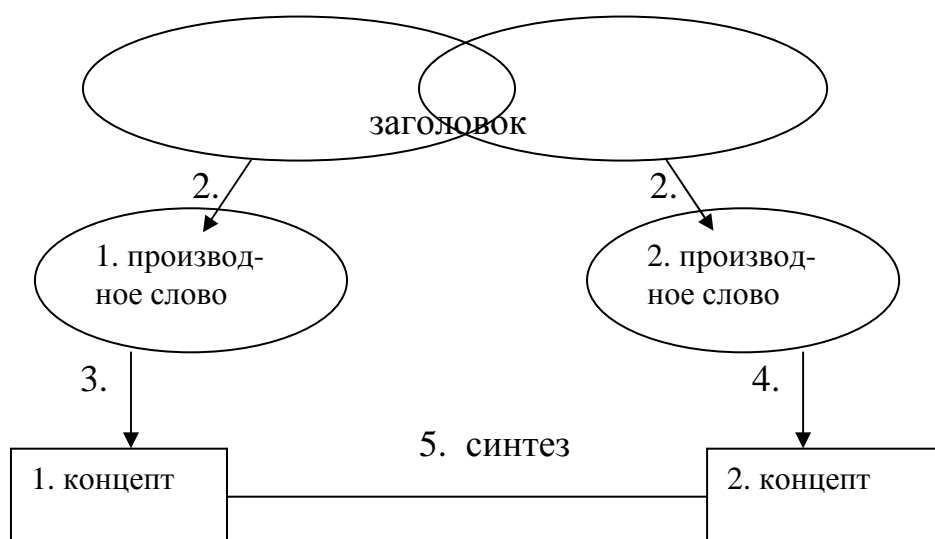 заголовок
2.
2.
1. производ-
ное слово
2. производ-
ное слово
3.
4.
5. синтез
1. концепт
2. концепт